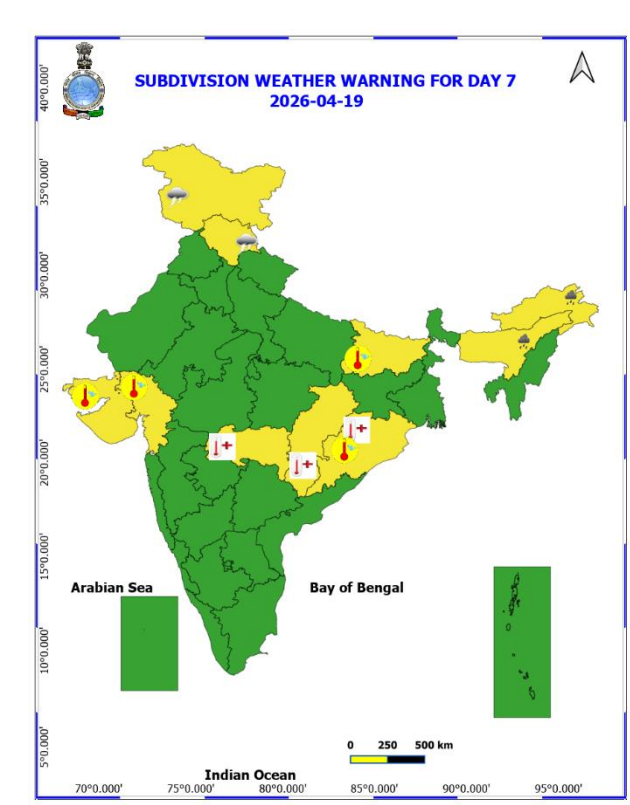 SUBDIVISION WEATHER WARNING FOR DAY 7
2026-04-19
40°0.000'
35°0.000'
30°0.000'
25°0.000'
20°0.000'
15°0.000'
10°0.000'
5°0.000'
Arabian Sea
Bay of Bengal
0 250 500 km
Indian Ocean
70°0.000' 75°0.000' 80°0.000' 85°0.000' 90°0.000' 95°0.000'